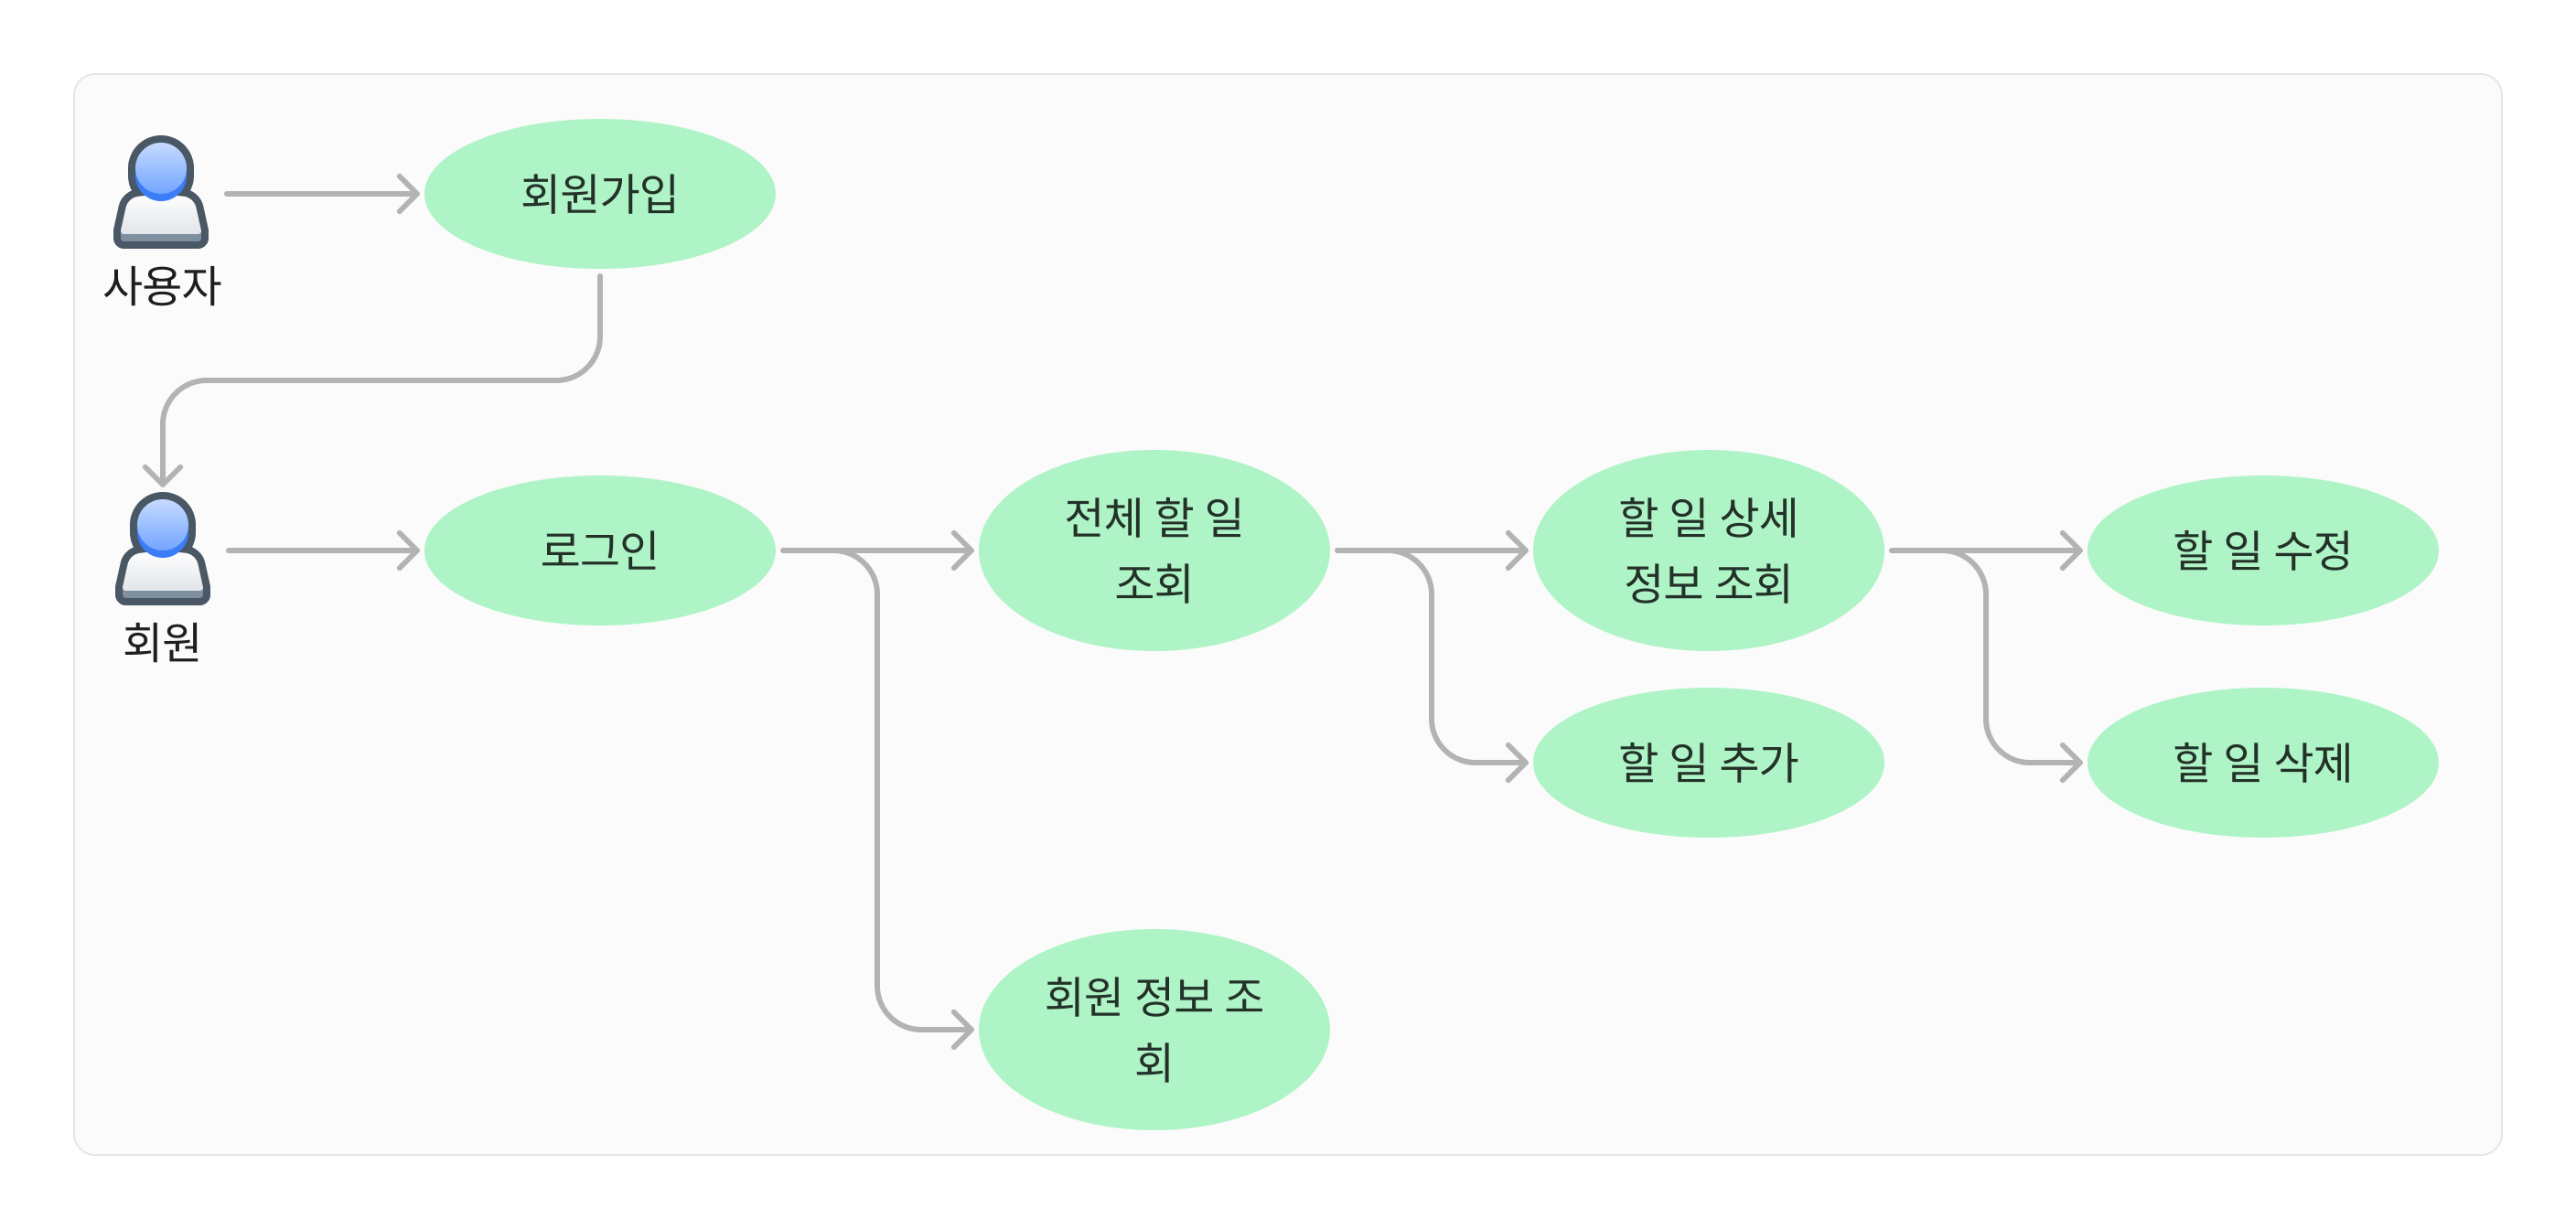 회원가입
사용자
로그인
회원
전체 할 일
조회
할 일 상세
정보 조회
할 일 수정
할 일 추가
할 일 삭제
회원 정보 조
회